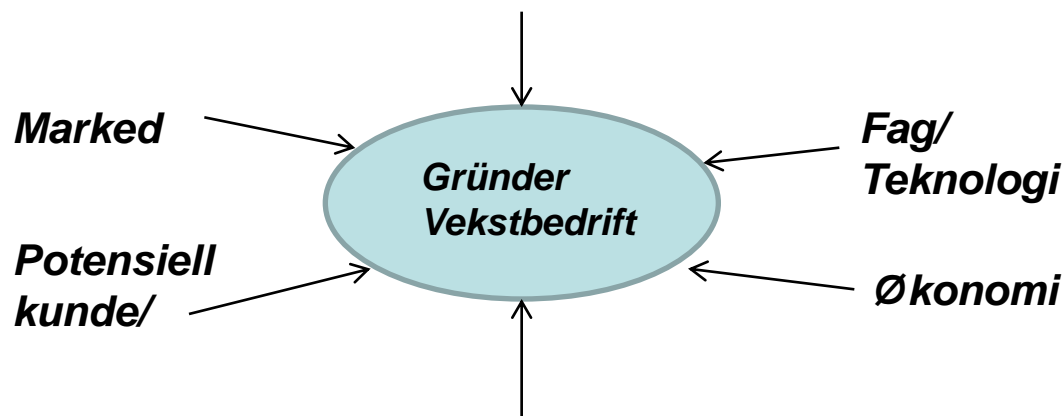 Marked
Potensiell
kunde/
Gründer
Vekstbedrift
Fag/
Teknologi
Økonomi